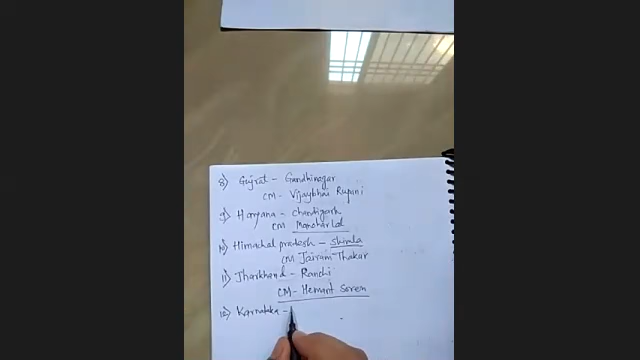 8) Gujrat - Gandhinagar
CM - Vijaybhai Rupani
9) Haryana - Chandigarh
CM Manohar Lal
10) Himachal pradesh - Shimla
CM Jairam Thakur
11) Jharkhand - Ranchi
CM - Hemant Soren
12) Karnataka -